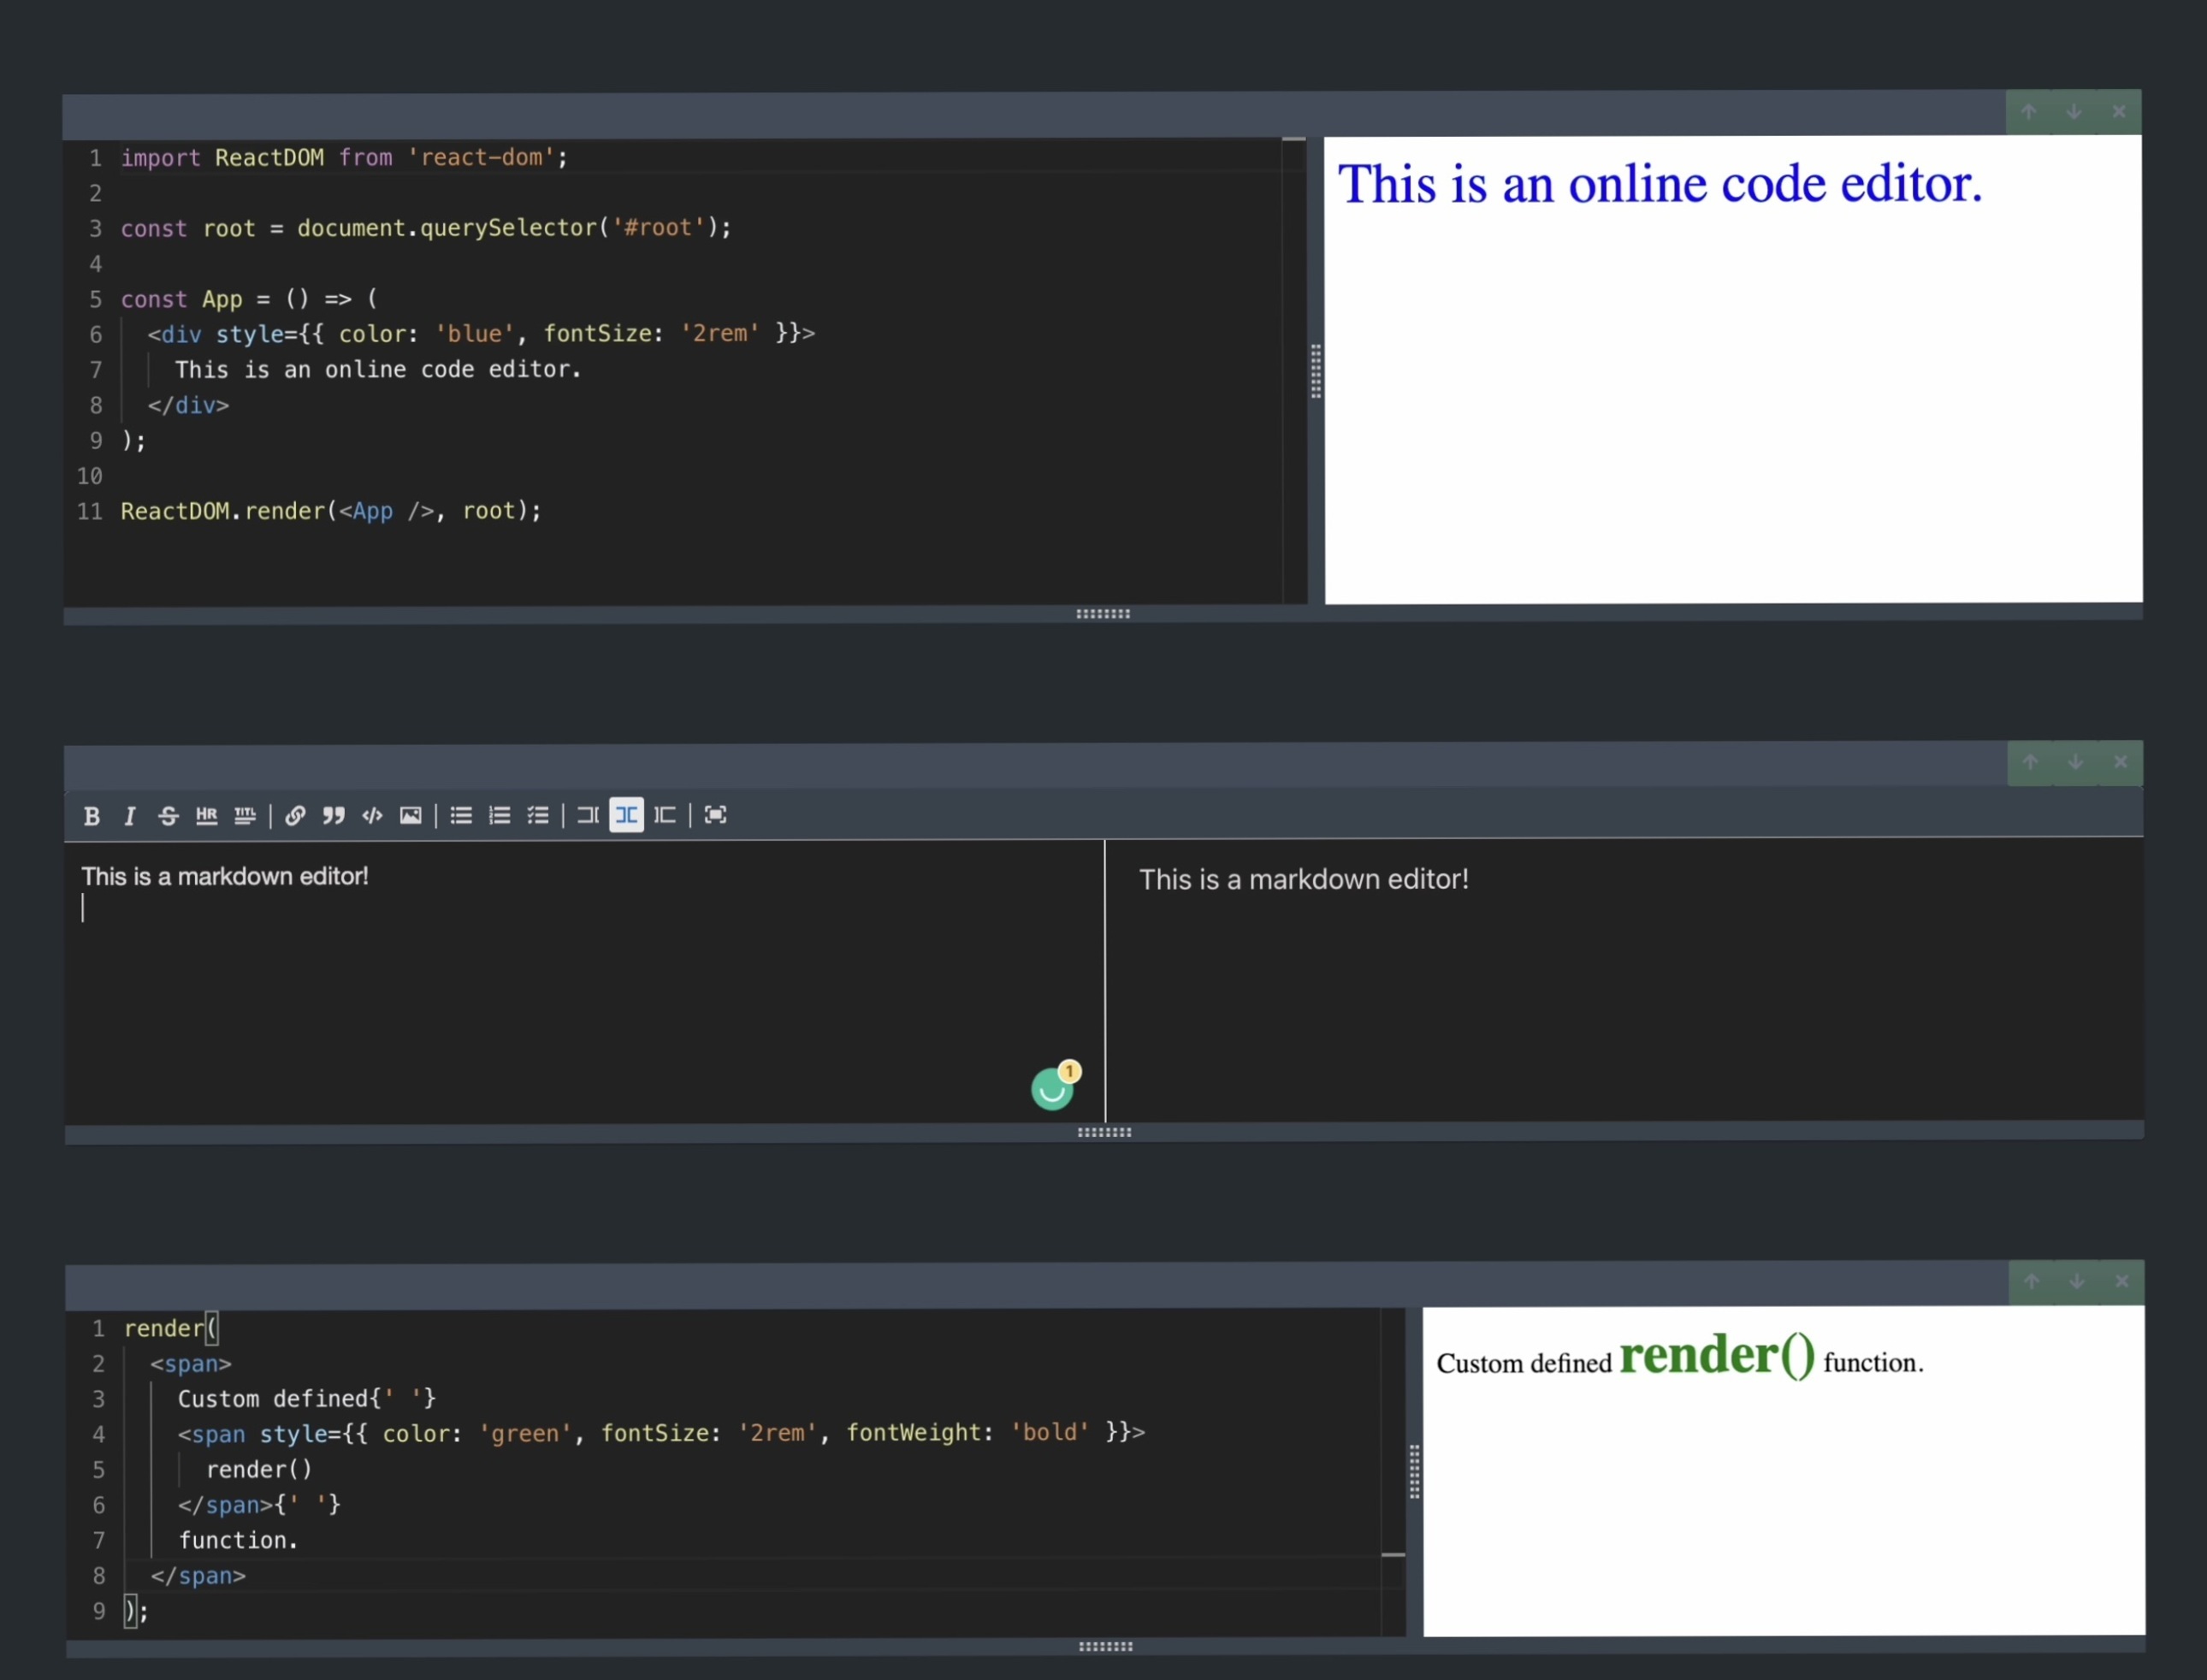 1 import ReactDOM from 'react-dom';
2
3 const root = document.querySelector('#root');
4
5 const App = () => (
6   <div style={{ color: 'blue', fontSize: '2rem' }}>
7     This is an online code editor.
8   </div>
9 );
10
11 ReactDOM.render(<App />, root);
This is an online code editor.
B I S HR TITL
This is a markdown editor!
This is a markdown editor!
1
1 render(
2   <span>
3     Custom defined{' '}
4     <span style={{ color: 'green', fontSize: '2rem', fontWeight: 'bold' }}>
5       render()
6     </span>{' '}
7     function.
8   </span>
9 );
Custom defined render() function.